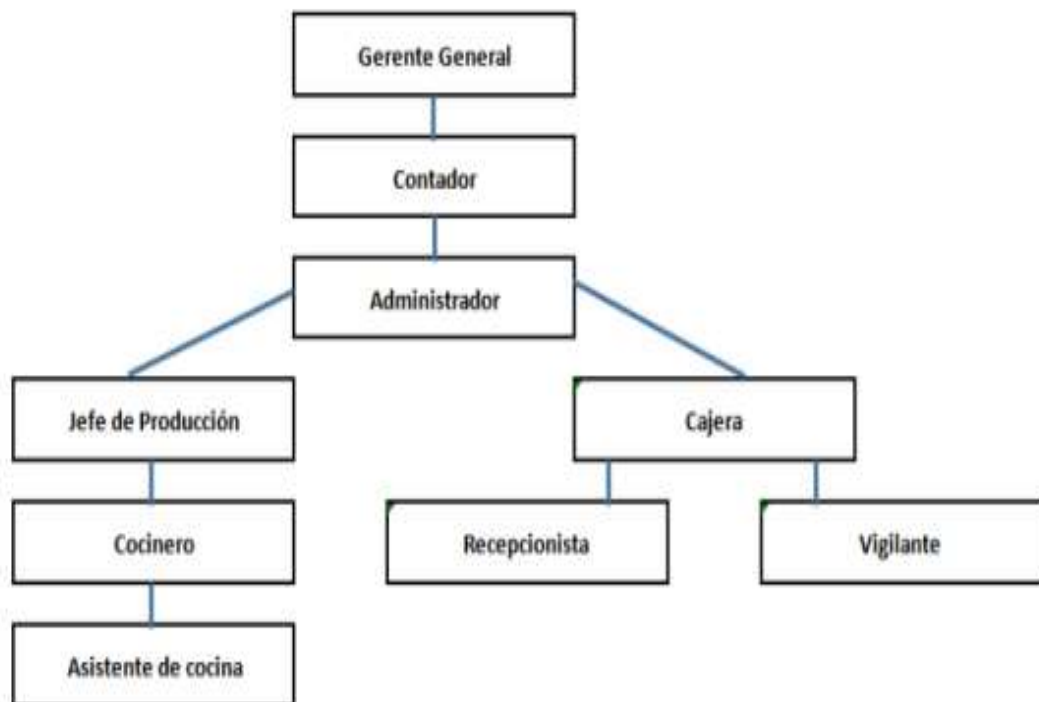 Gerente General
Contador
Administrador
Jefe de Producción
Cajera
Cocinero
Recepcionista
Vigilante
Asistente de cocina